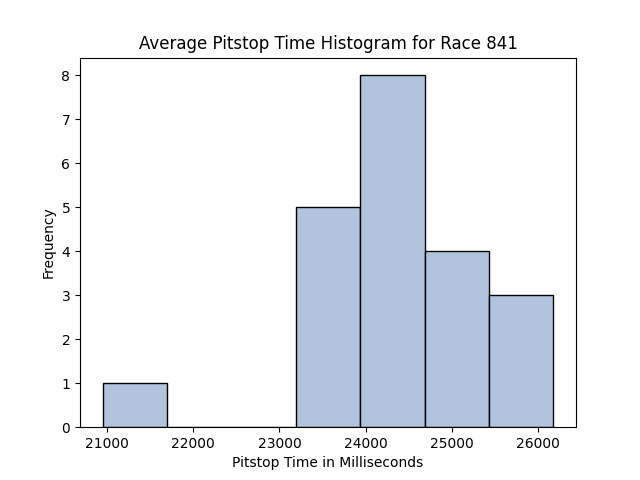 Average Pitstop Time Histogram for Race 841
8
7
6
5
4
3
2
1
0
Frequency
21000 22000 23000 24000 25000 26000
Pitstop Time in Milliseconds